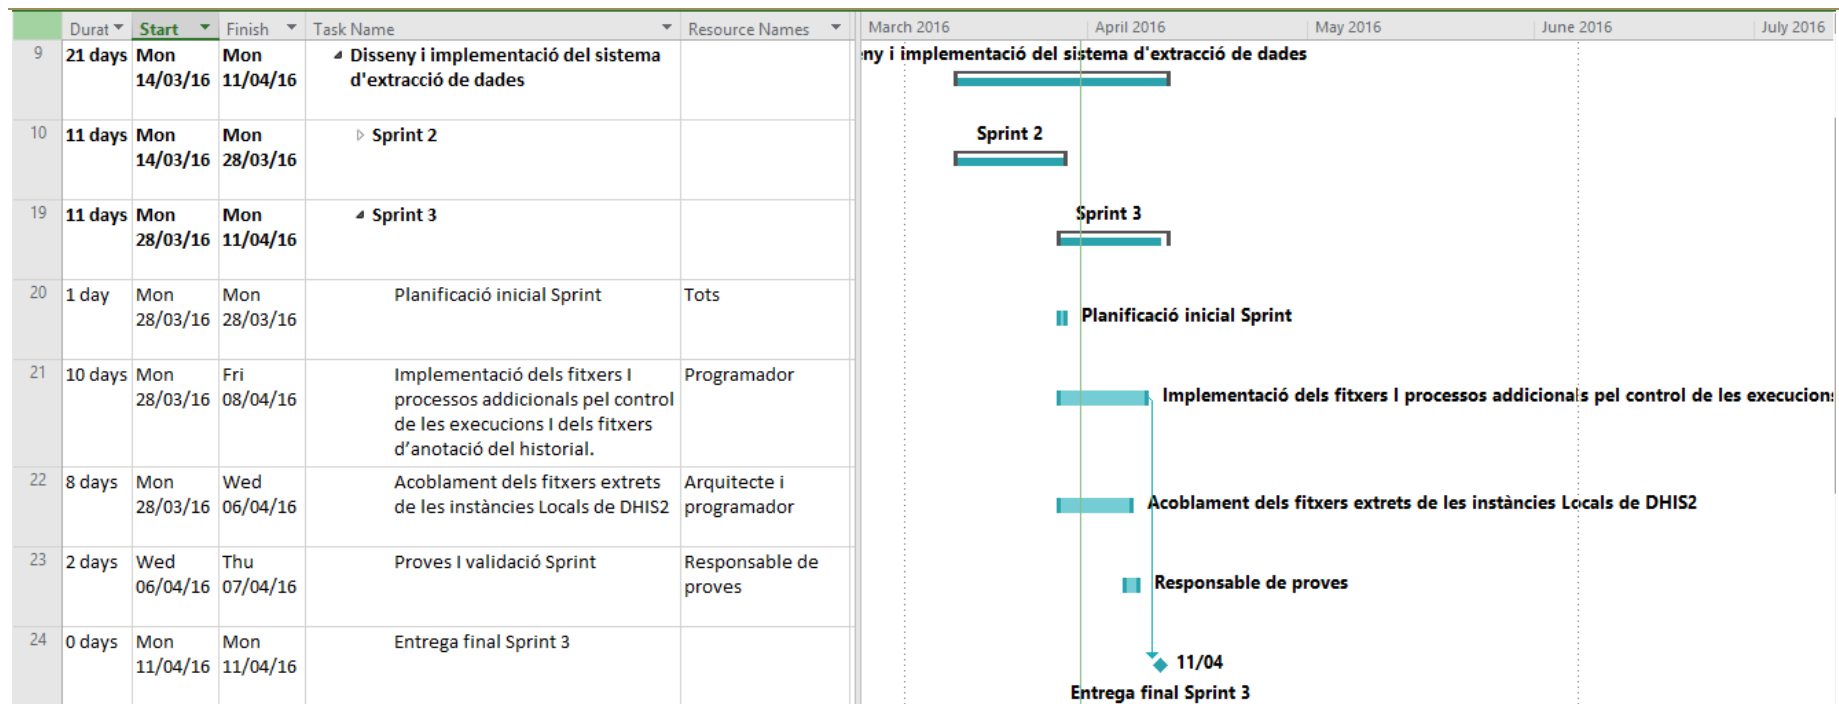 Durat Start Finish Task Name Resource Names March 2016 April 2016 May 2016 June 2016 July 2016
9 21 days Mon Mon Disseny i implementació del sistema
14/03/16 11/04/16 d'extracció de dades
ny i implementació del sistema d'extracció de dades
10 11 days Mon Mon Sprint 2
14/03/16 28/03/16
Sprint 2
19 11 days Mon Mon Sprint 3
28/03/16 11/04/16
Sprint 3
20 1 day Mon Mon Planificació inicial Sprint Tots
28/03/16 28/03/16
Planificació inicial Sprint
21 10 days Mon Fri Implementació dels fitxers I Programador
28/03/16 08/04/16 processos addicionals pel control
de les execucions I dels fitxers
d’anotació del historial.
Implementació dels fitxers I processos addicionals pel control de les execucions
22 8 days Mon Wed Acoblament dels fitxers extrets Arquitecte i
28/03/16 06/04/16 de les instàncies Locals de DHIS2 programador
Acoblament dels fitxers extrets de les instàncies Locals de DHIS2
23 2 days Wed Thu Proves I validació Sprint Responsable de
06/04/16 07/04/16 proves
Responsable de proves
24 0 days Mon Mon Entrega final Sprint 3
11/04/16 11/04/16
11/04
Entrega final Sprint 3